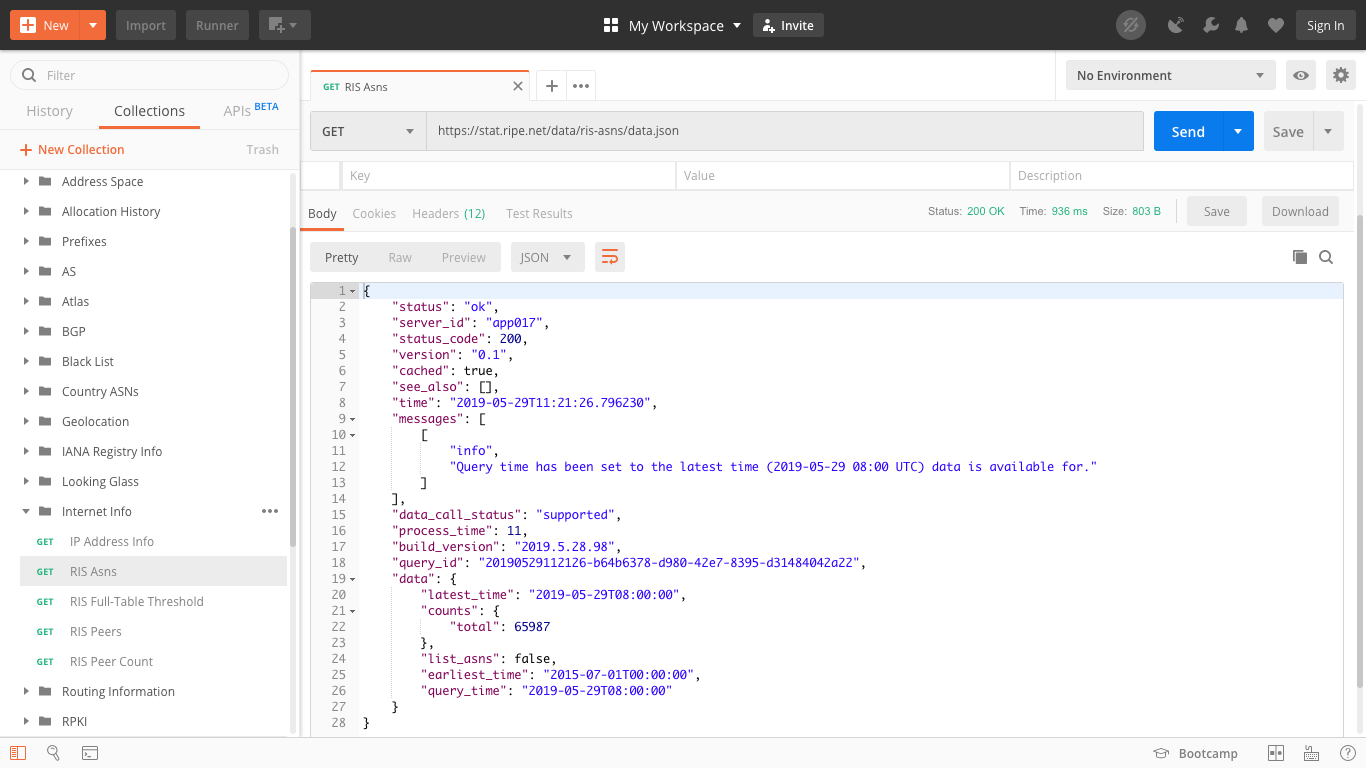 New
Import
Runner
My Workspace
Invite
Sign In
Filter
History
Collections
APIs BETA
New Collection
Trash
Address Space
Allocation History
Prefixes
AS
Atlas
BGP
Black List
Country ASNs
Geolocation
IANA Registry Info
Looking Glass
Internet Info
GET IP Address Info
GET RIS Asns
GET RIS Full-Table Threshold
GET RIS Peers
GET RIS Peer Count
Routing Information
RPKI
GET RIS Asns
No Environment
GET
https://stat.ripe.net/data/ris-asns/data.json
Send
Save
Key Value Description
Body Cookies Headers (12) Test Results
Status: 200 OK Time: 936 ms Size: 803 B
Save
Download
Pretty Raw Preview
JSON
1 {
2 "status": "ok",
3 "server_id": "app017",
4 "status_code": 200,
5 "version": "0.1",
6 "cached": true,
7 "see_also": [],
8 "time": "2019-05-29T11:21:26.796230",
9 "messages": [
10 [
11 "info",
12 "Query time has been set to the latest time (2019-05-29 08:00 UTC) data is available for."
13 ]
14 ],
15 "data_call_status": "supported",
16 "process_time": 11,
17 "build_version": "2019.5.28.98",
18 "query_id": "20190529112126-b64b6378-d980-42e7-8395-d31484042a22",
19 "data": {
20 "latest_time": "2019-05-29T08:00:00",
21 "counts": {
22 "total": 65987
23 },
24 "list_asns": false,
25 "earliest_time": "2015-07-01T00:00:00",
26 "query_time": "2019-05-29T08:00:00"
27 }
28 }
Bootcamp